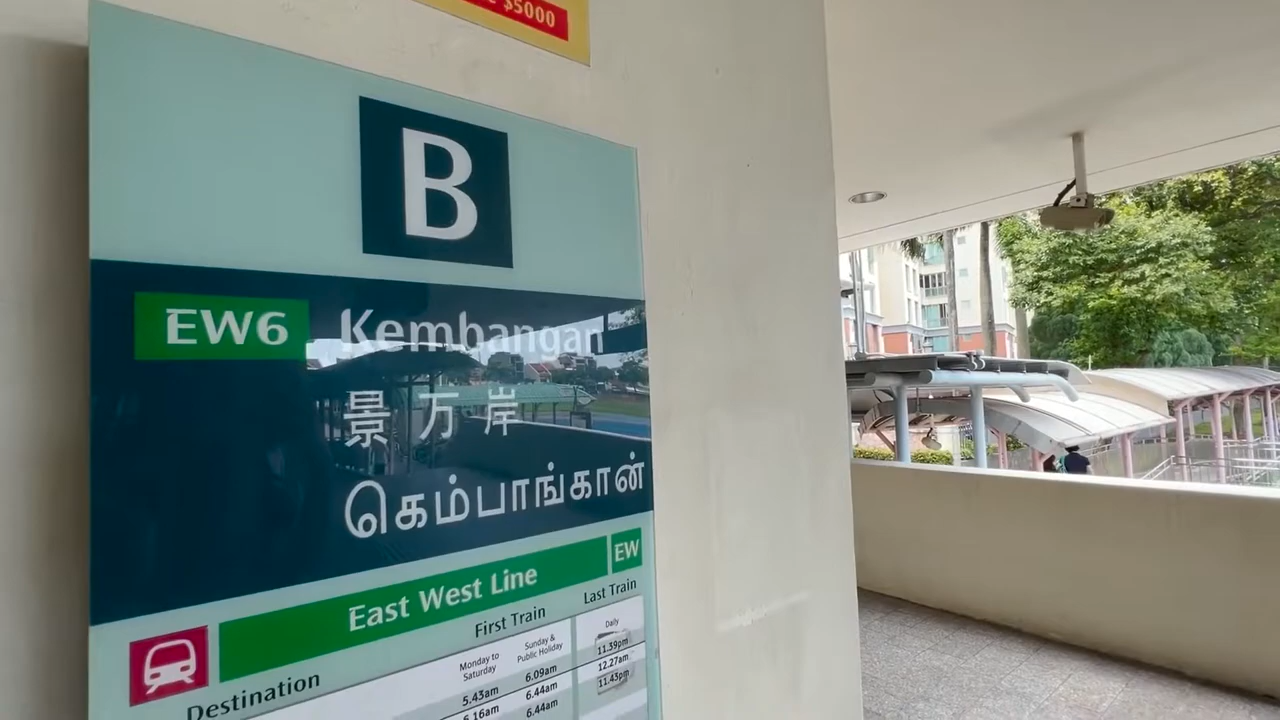 $5000
B
EW6 Kembangan
景万岸
கெம்பாங்கான்
East West Line EW
First Train Last Train
Destination Monday to Saturday Sunday & Public Holiday Daily
5.43am 6.09am 11.39pm
6.16am 6.44am 12.27am
6.44am 11.43pm